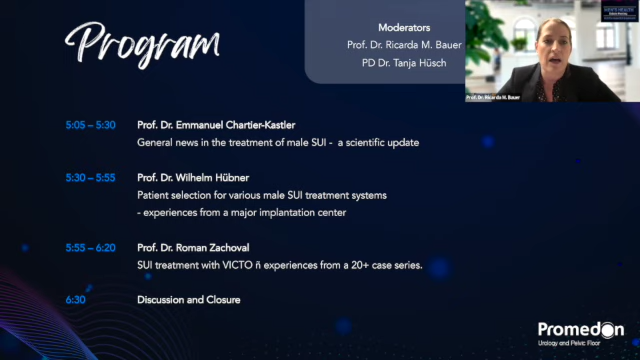 Program
Moderators
Prof. Dr. Ricarda M. Bauer
PD Dr. Tanja Hüsch
MEN'S HEALTH
Prof. Dr. Ricarda M. Bauer
5:05 – 5:30 Prof. Dr. Emmanuel Chartier-Kastler
General news in the treatment of male SUI - a scientific update
5:30 – 5:55 Prof. Dr. Wilhelm Hübner
Patient selection for various male SUI treatment systems
- experiences from a major implantation center
5:55 – 6:20 Prof. Dr. Roman Zachoval
SUI treatment with VICTO ñ experiences from a 20+ case series.
6:30 Discussion and Closure
Promedon
Urology and Pelvic Floor